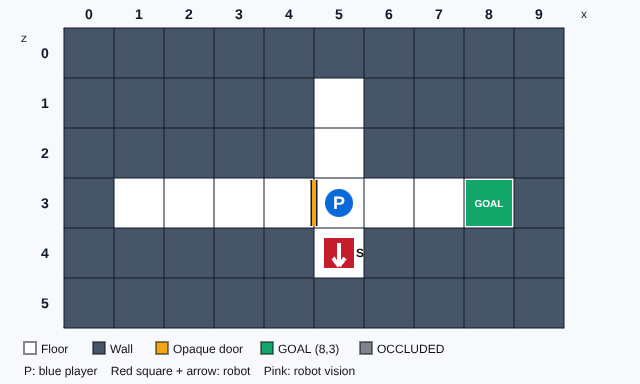 0 1 2 3 4 5 6 7 8 9 x
z
0
1
2
3 P GOAL
4 S
5
Floor Wall Opaque door GOAL (8,3) OCCLUDED
P: blue player Red square + arrow: robot Pink: robot vision